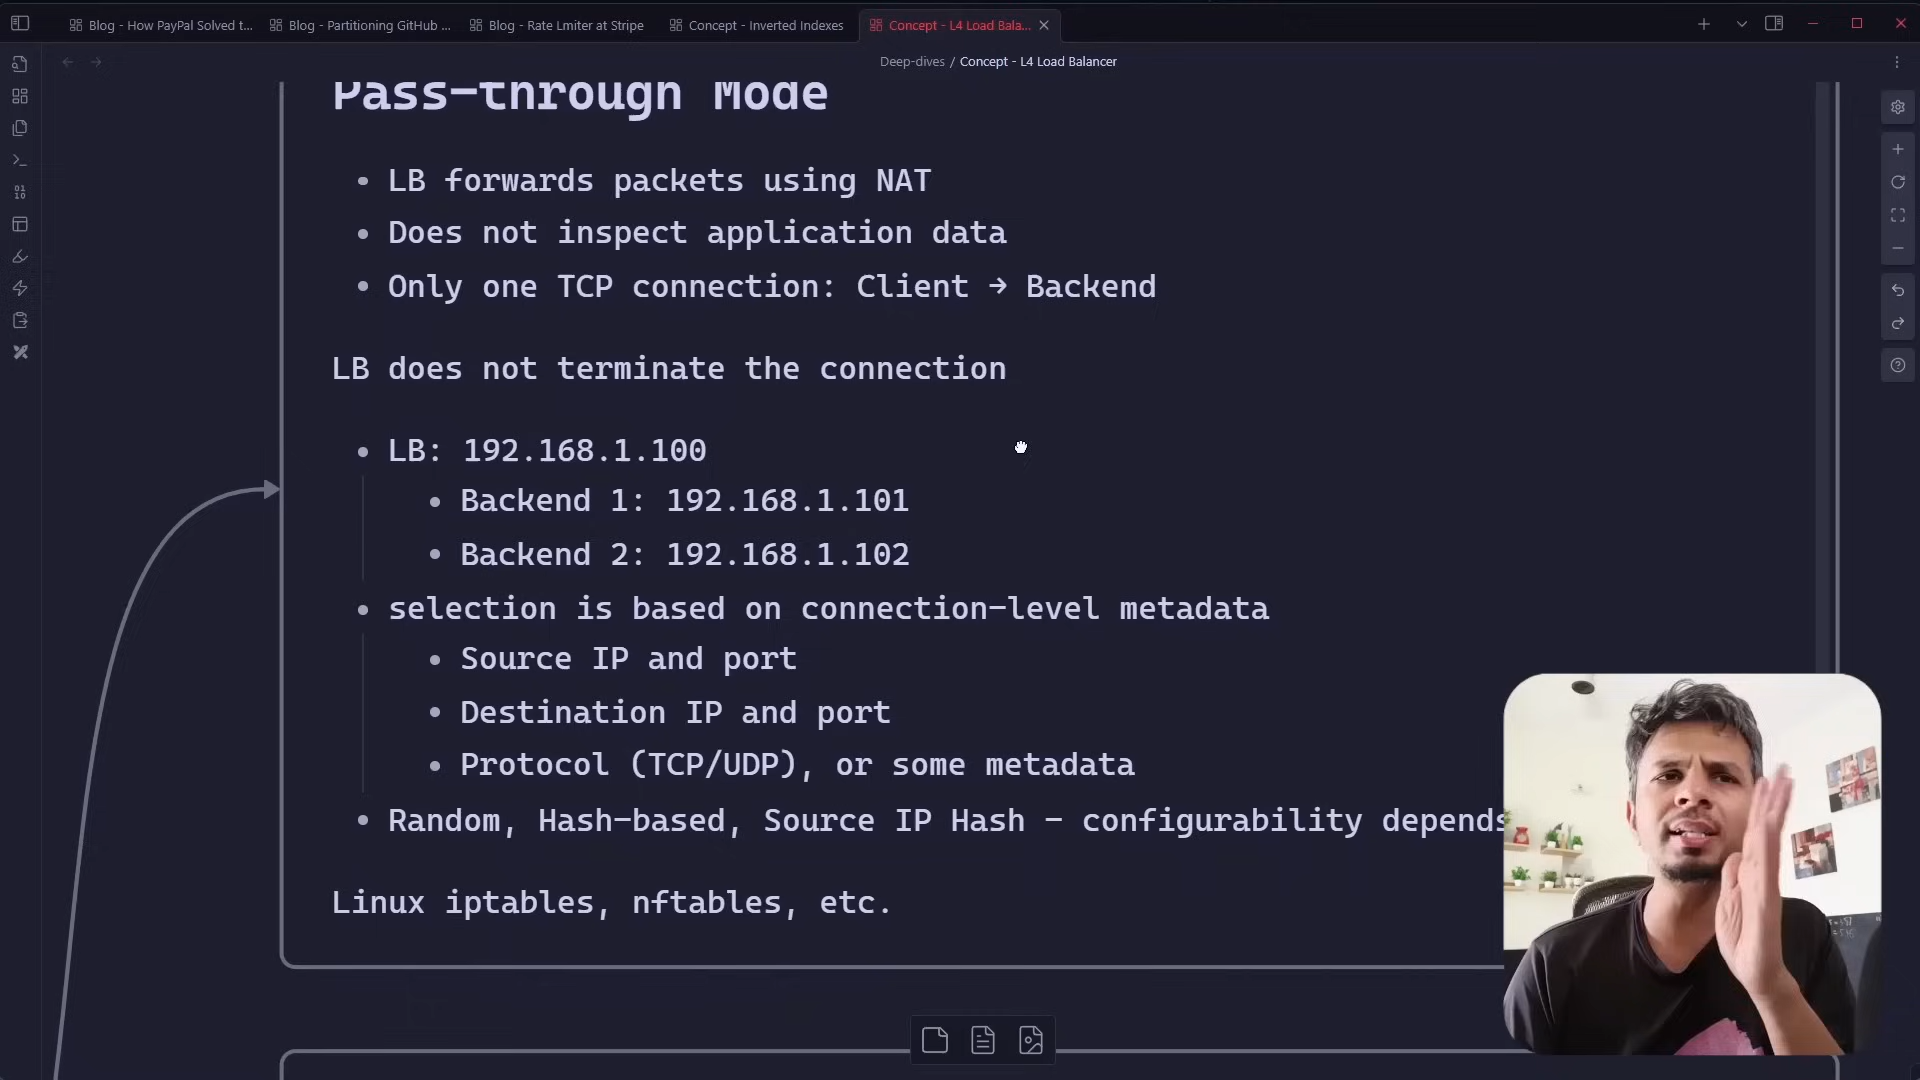 Blog - How PayPal Solved t...
Blog - Partitioning GitHub ...
Blog - Rate Lmiter at Stripe
Concept - Inverted Indexes
Concept - L4 Load Bala...
Deep-dives / Concept - L4 Load Balancer
Pass-through Mode
• LB forwards packets using NAT
• Does not inspect application data
• Only one TCP connection: Client → Backend
LB does not terminate the connection
• LB: 192.168.1.100
• Backend 1: 192.168.1.101
• Backend 2: 192.168.1.102
• selection is based on connection-level metadata
• Source IP and port
• Destination IP and port
• Protocol (TCP/UDP), or some metadata
• Random, Hash-based, Source IP Hash - configurability depends
Linux iptables, nftables, etc.